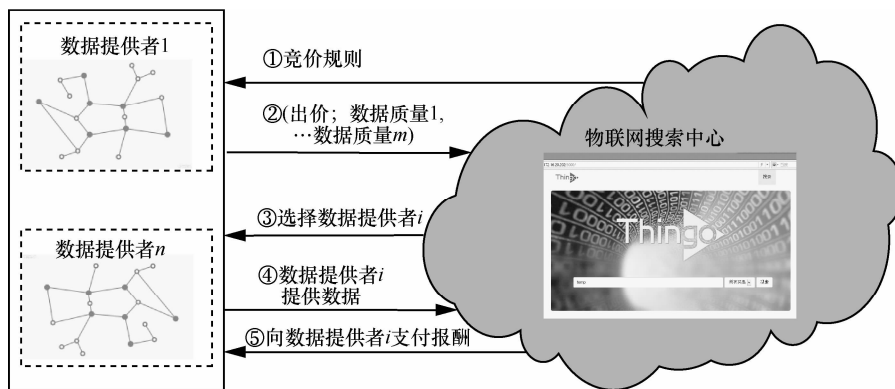 数据提供者1
数据提供者n
①竞价规则
②(出价；数据质量1,
…数据质量m)
③选择数据提供者i
④数据提供者i
提供数据
⑤向数据提供者i支付报酬
物联网搜索中心
Thingo
Thingo